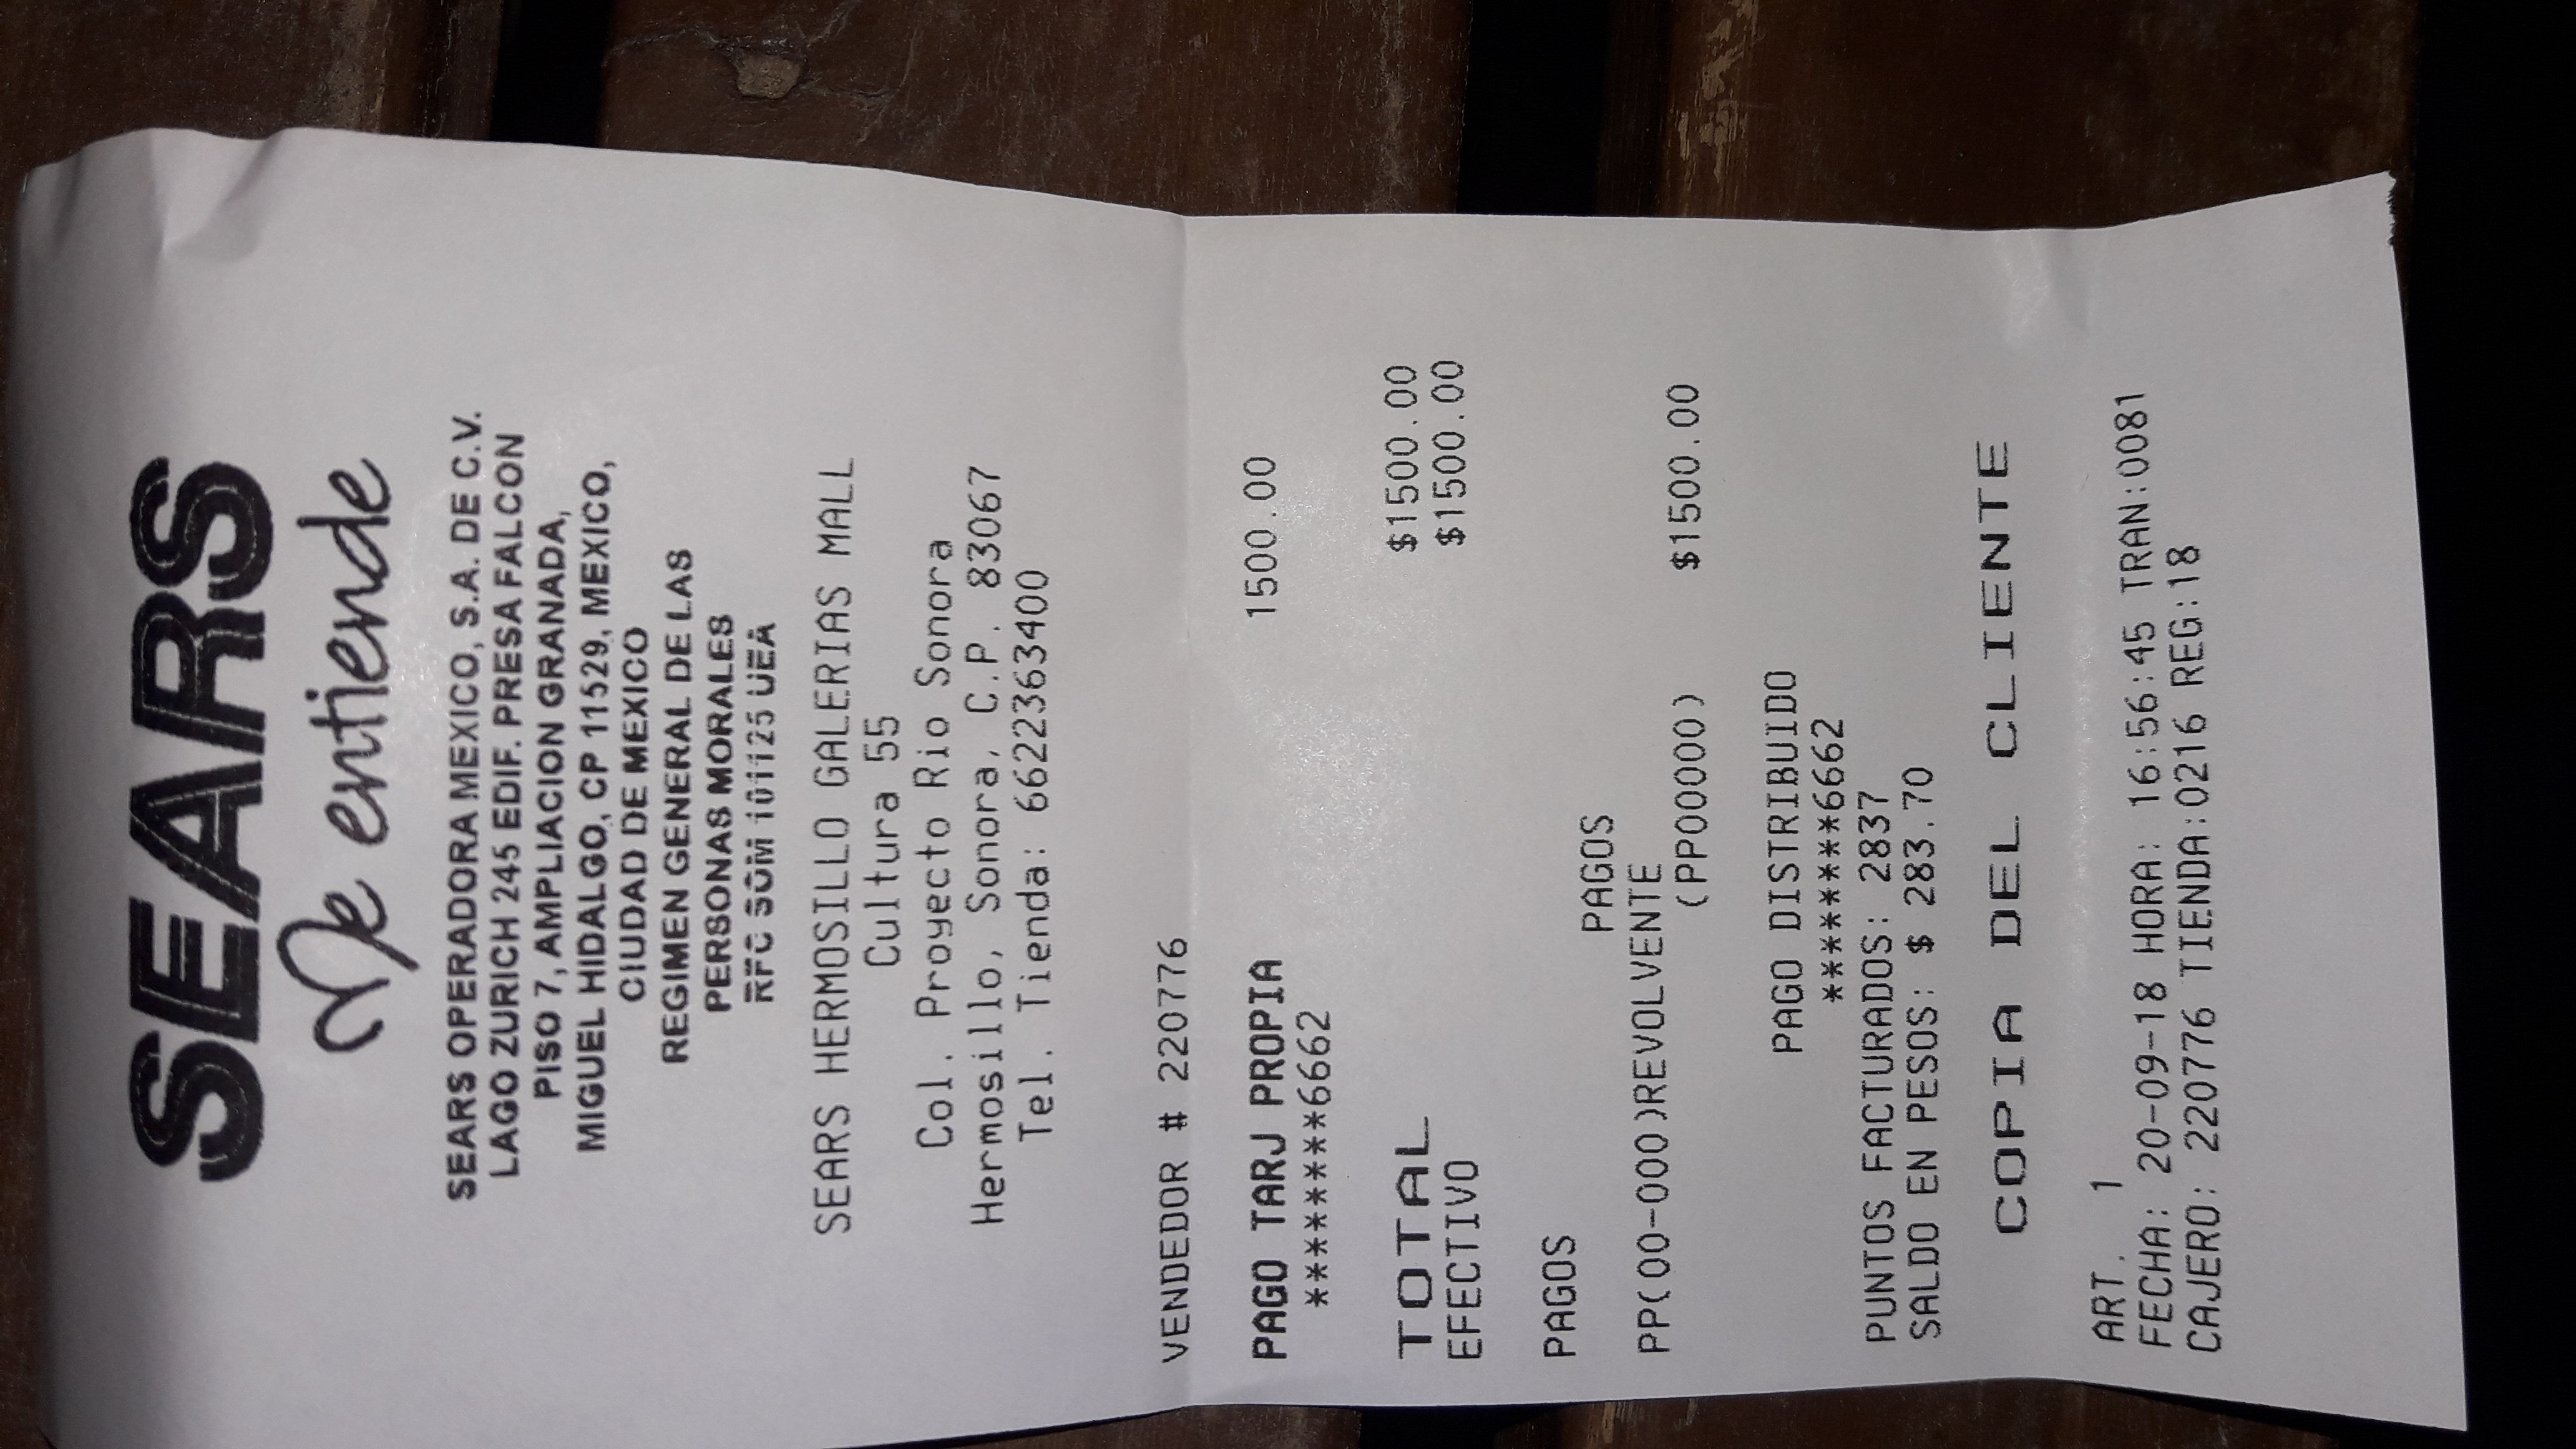 SEARS
Me entiende
SEARS OPERADORA MEXICO, S.A. DE C.V.
LAGO ZURICH 245 EDIF. PRESA FALCON
PISO 7, AMPLIACION GRANADA,
MIGUEL HIDALGO, CP 11529, MEXICO,
CIUDAD DE MEXICO
REGIMEN GENERAL DE LAS
PERSONAS MORALES
RFC SOM 101125 UEA
SEARS HERMOSILLO GALERIAS MALL
Cultura 55
Col. Proyecto Rio Sonora
Hermosillo, Sonora, C.P. 83067
Tel. Tienda: 6622363400
VENDEDOR # 220776
PAGO TARJ PROPIA 1500.00
********6662
TOTAL $1500.00
EFECTIVO $1500.00
PAGOS
PAGOS
PP(00-000)REVOLVENTE
(PP00000) $1500.00
PAGO DISTRIBUIDO
********6662
PUNTOS FACTURADOS: 2837
SALDO EN PESOS: $ 283.70
COPIA DEL CLIENTE
ART. 1
FECHA: 20-09-18 HORA: 16:56:45 TRAN:0081
CAJERO: 220776 TIENDA:0216 REG:18